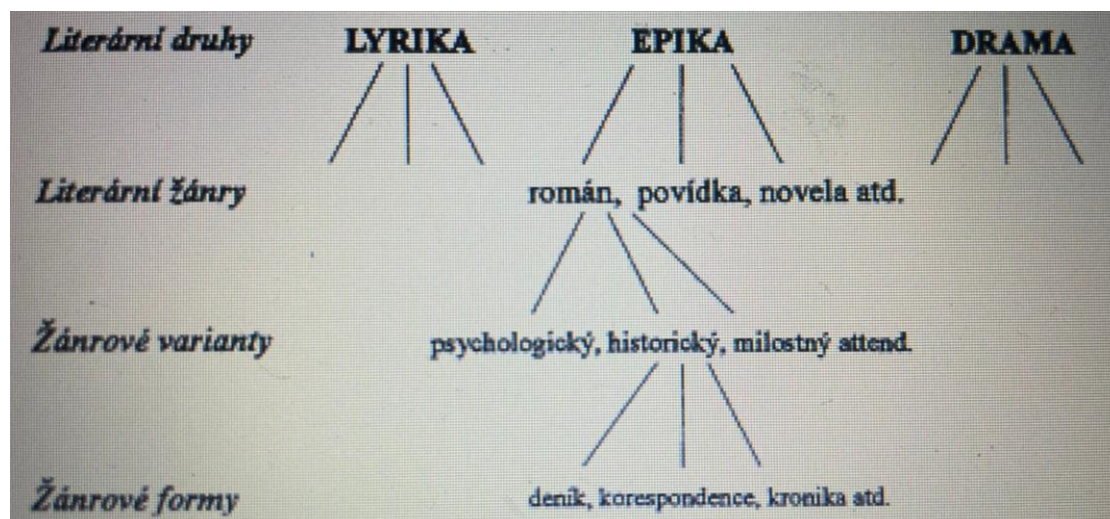 Literární druhy LYRIKA EPIKA DRAMA
Literární žánry román, povídka, novela atd.
Žánrové varianty psychologický, historický, milostný attend.
Žánrové formy deník, korespondence, kronika atd.